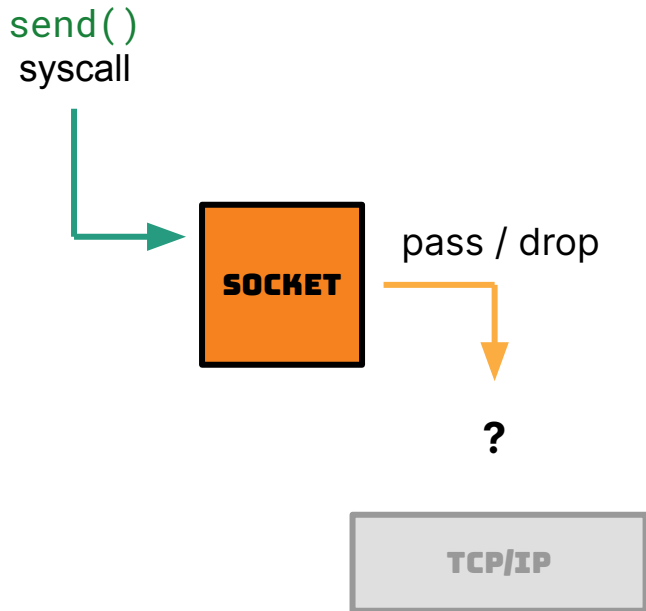 send()
syscall
SOCKET
pass / drop
?
TCP/IP